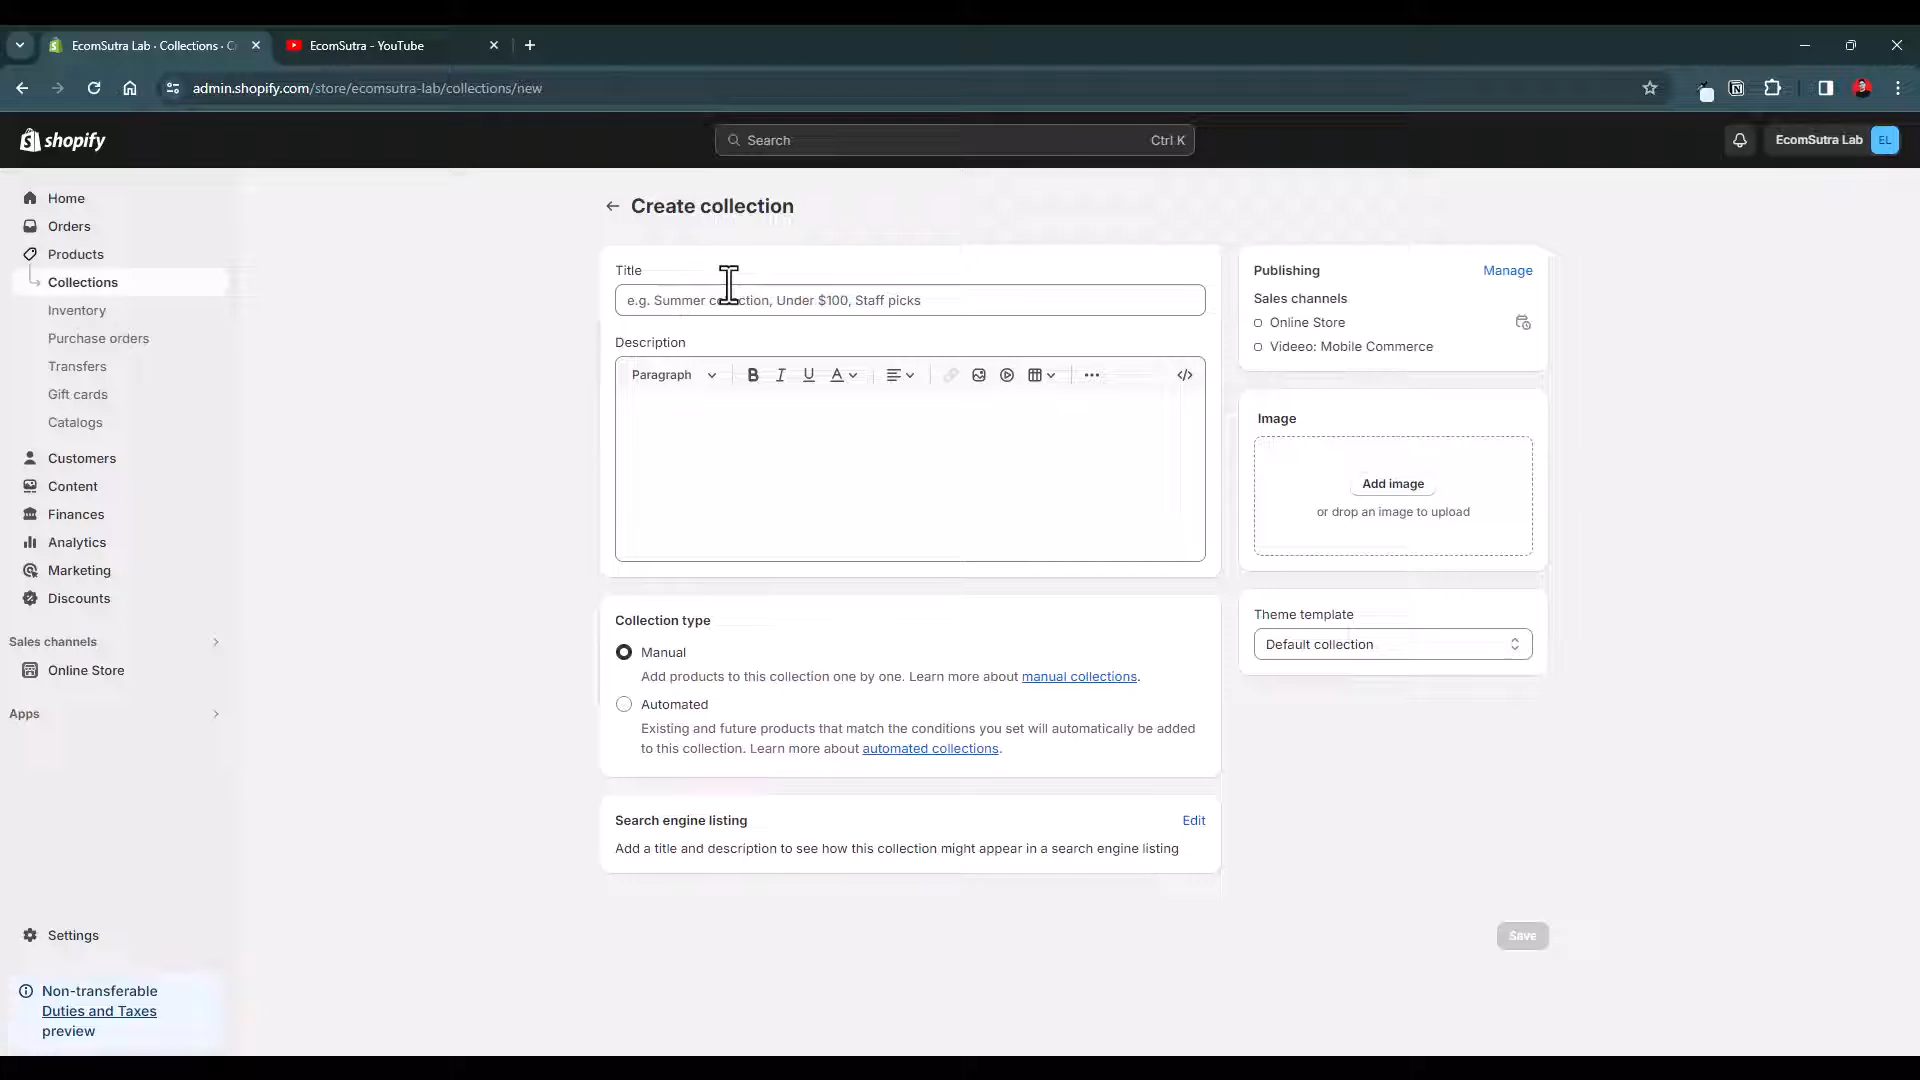 EcomSutra Lab · Collections · C
EcomSutra - YouTube
admin.shopify.com/store/ecomsutra-lab/collections/new
shopify
Search
Ctrl K
EcomSutra Lab
EL
Home
Orders
Products
Collections
Inventory
Purchase orders
Transfers
Gift cards
Catalogs
Customers
Content
Finances
Analytics
Marketing
Discounts
Sales channels
Online Store
Apps
Settings
Non-transferable
Duties and Taxes
preview
Create collection
Title
e.g. Summer collection, Under $100, Staff picks
Description
Paragraph
B I U A
Collection type
Manual
Add products to this collection one by one. Learn more about manual collections.
Automated
Existing and future products that match the conditions you set will automatically be added
to this collection. Learn more about automated collections.
Search engine listing
Edit
Add a title and description to see how this collection might appear in a search engine listing
Publishing
Manage
Sales channels
Online Store
Videeo: Mobile Commerce
Image
Add image
or drop an image to upload
Theme template
Default collection
Save